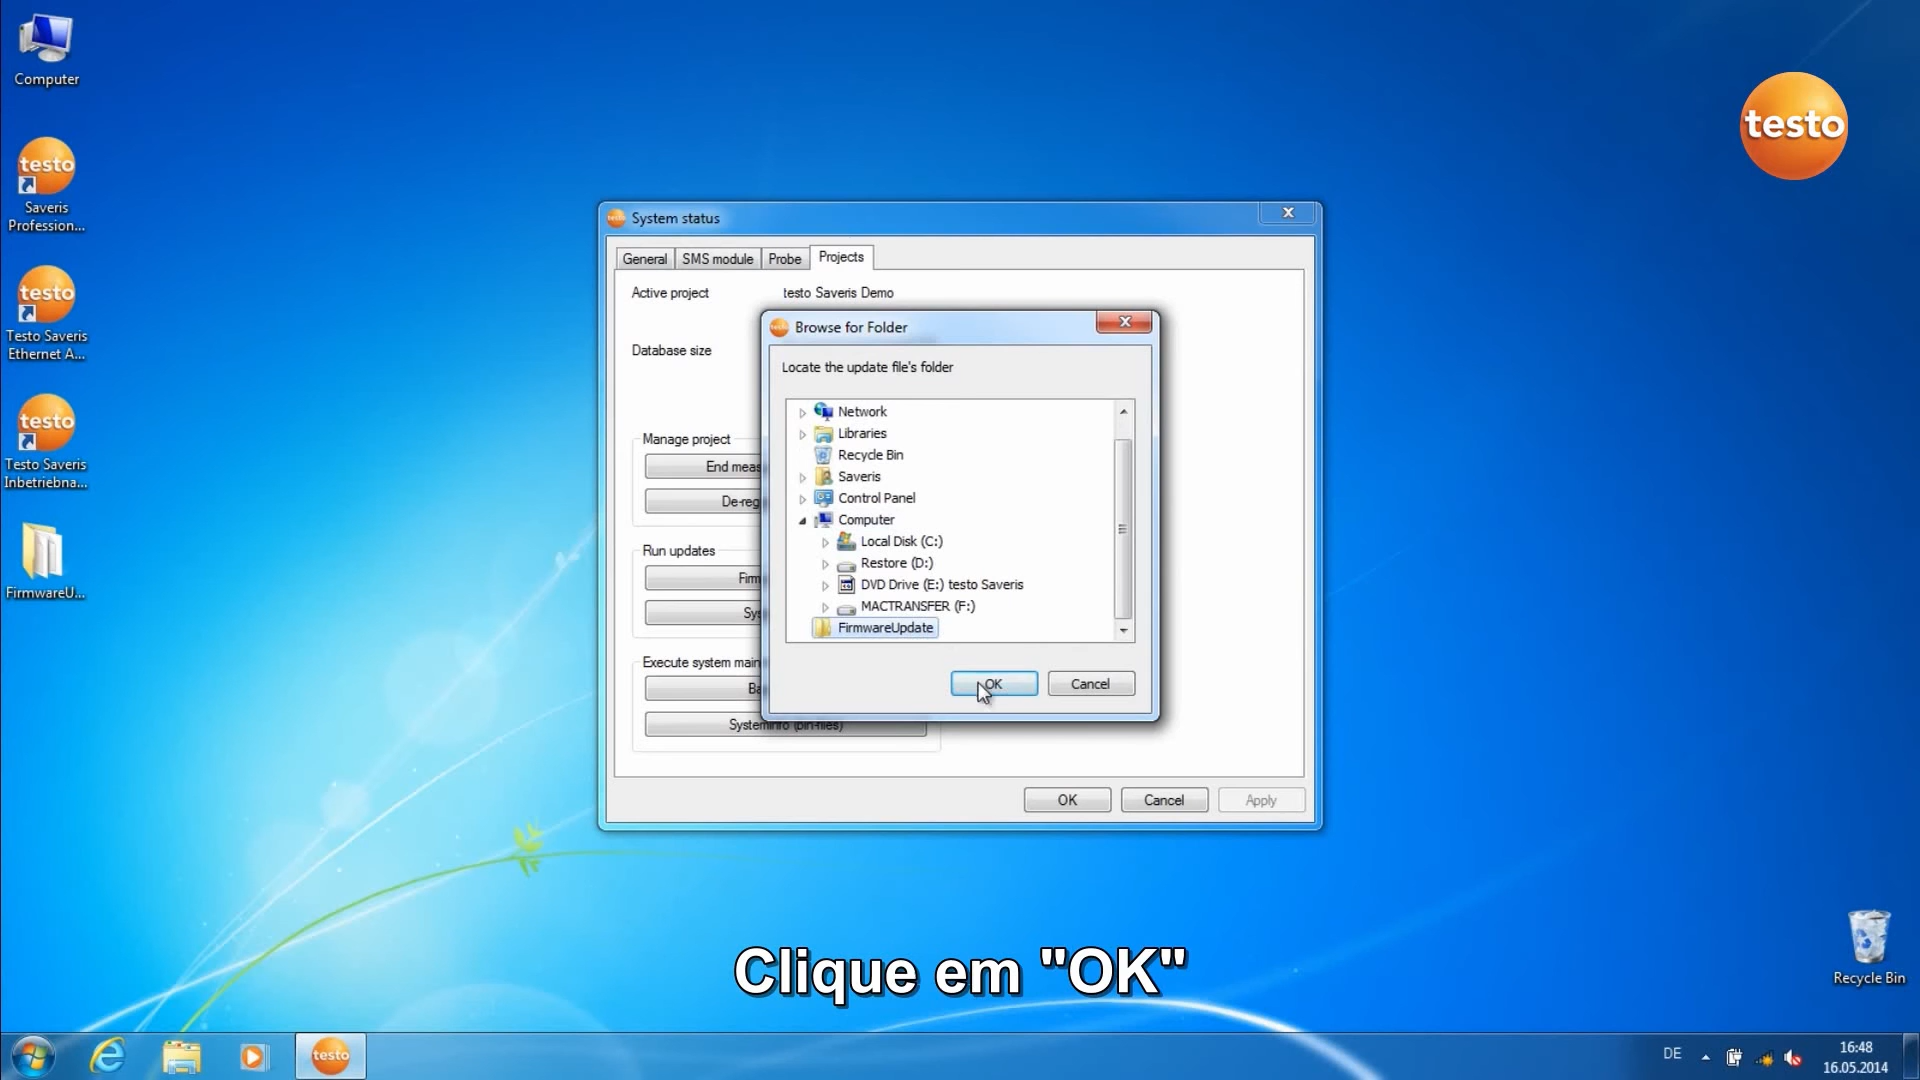 Computer
testo
Saveris
Profession...
testo
Testo Saveris
Ethernet A...
testo
Testo Saveris
Inbetriebna...
FirmwareU...
testo
System status
General
SMS module
Probe
Projects
Active project
testo Saveris Demo
Database size
Manage project
End meas
De-reg
Run updates
Firm
Sys
Execute system main
Ba
Systeminfo (bin-files)
OK
Cancel
Apply
Browse for Folder
Locate the update file's folder
Network
Libraries
Recycle Bin
Saveris
Control Panel
Computer
Local Disk (C:)
Restore (D:)
DVD Drive (E:) testo Saveris
MACTRANSFER (F:)
FirmwareUpdate
OK
Cancel
Clique em "OK"
Recycle Bin
testo
DE
16:48
16.05.2014